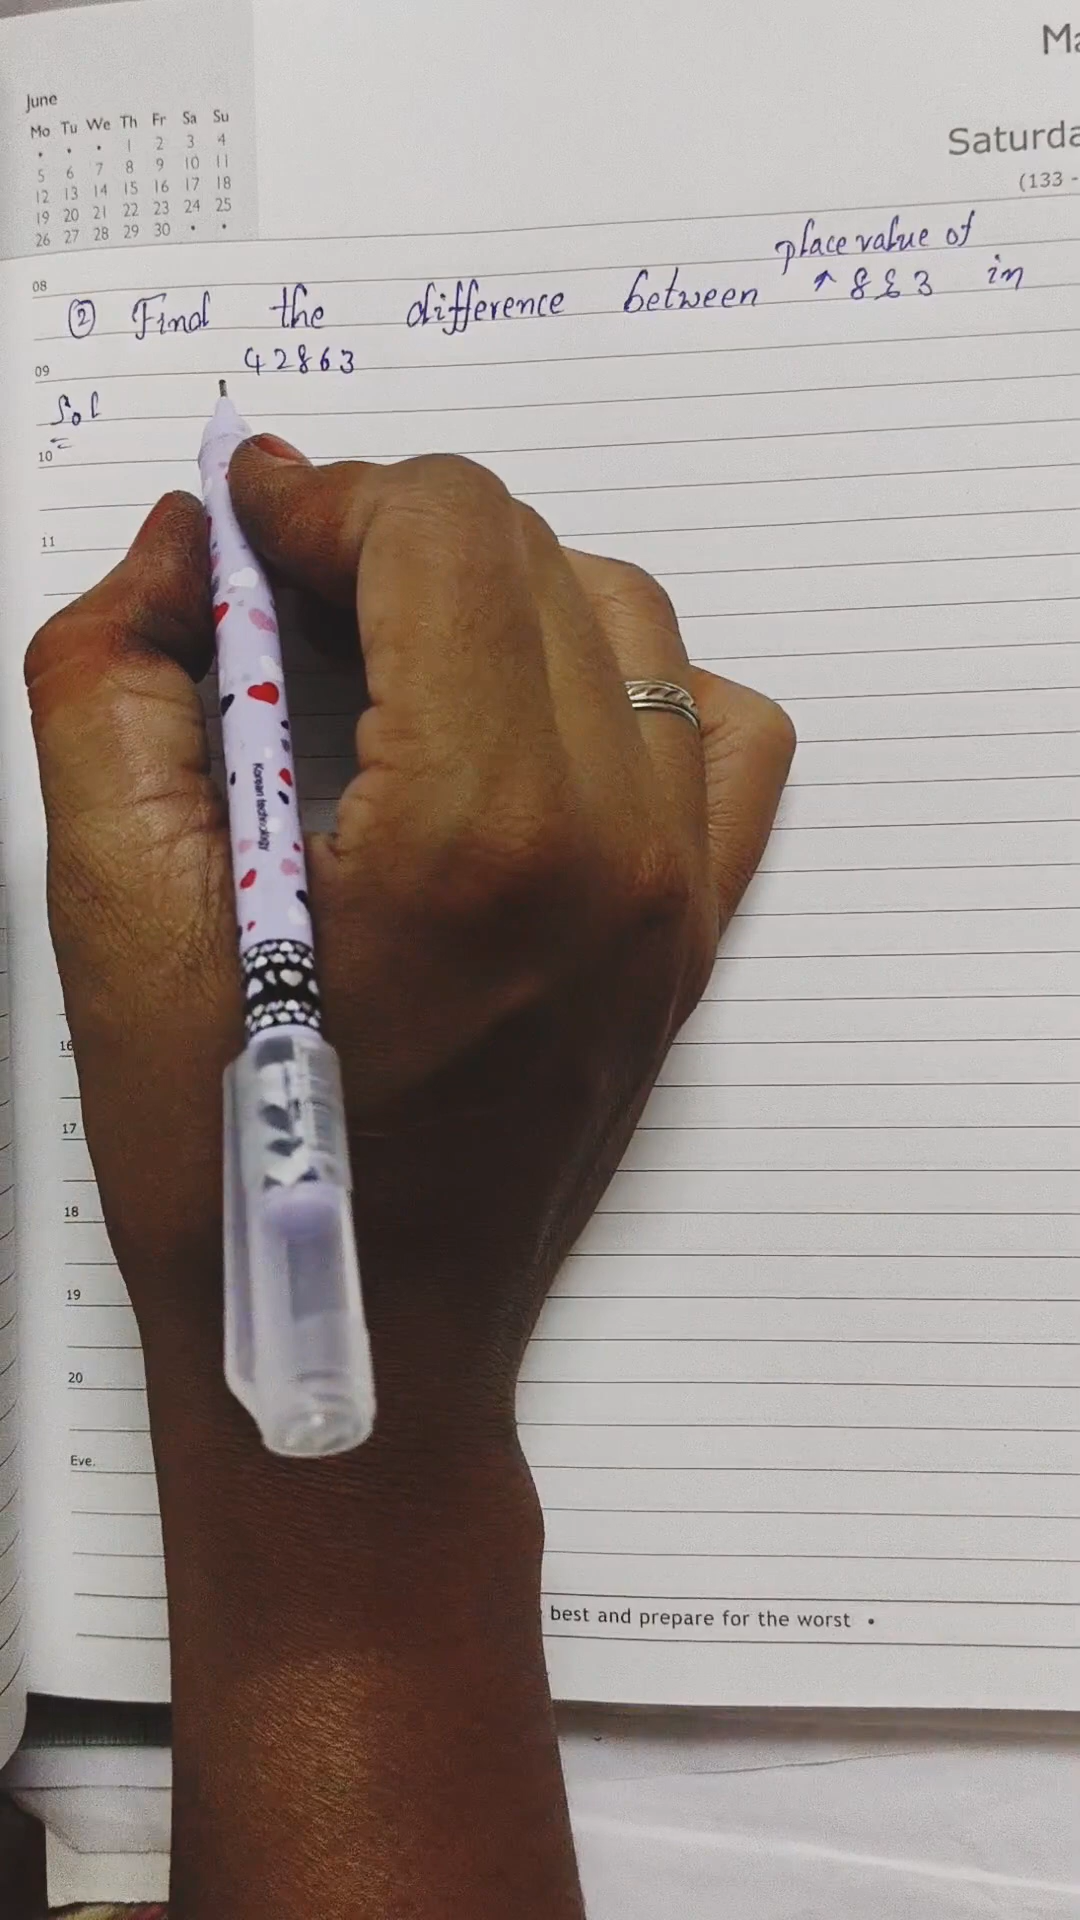 Ma
June
Mo Tu We Th Fr Sa Su
• • • 1 2 3 4
5 6 7 8 9 10 11
12 13 14 15 16 17 18
19 20 21 22 23 24 25
26 27 28 29 30 • •
Saturda
(133 -
place value of
08
② Find the difference between ↑ 8 & 3 in
42863
09
Sol
10
11
Korean technology
16
17
18
19
20
Eve.
best and prepare for the worst •